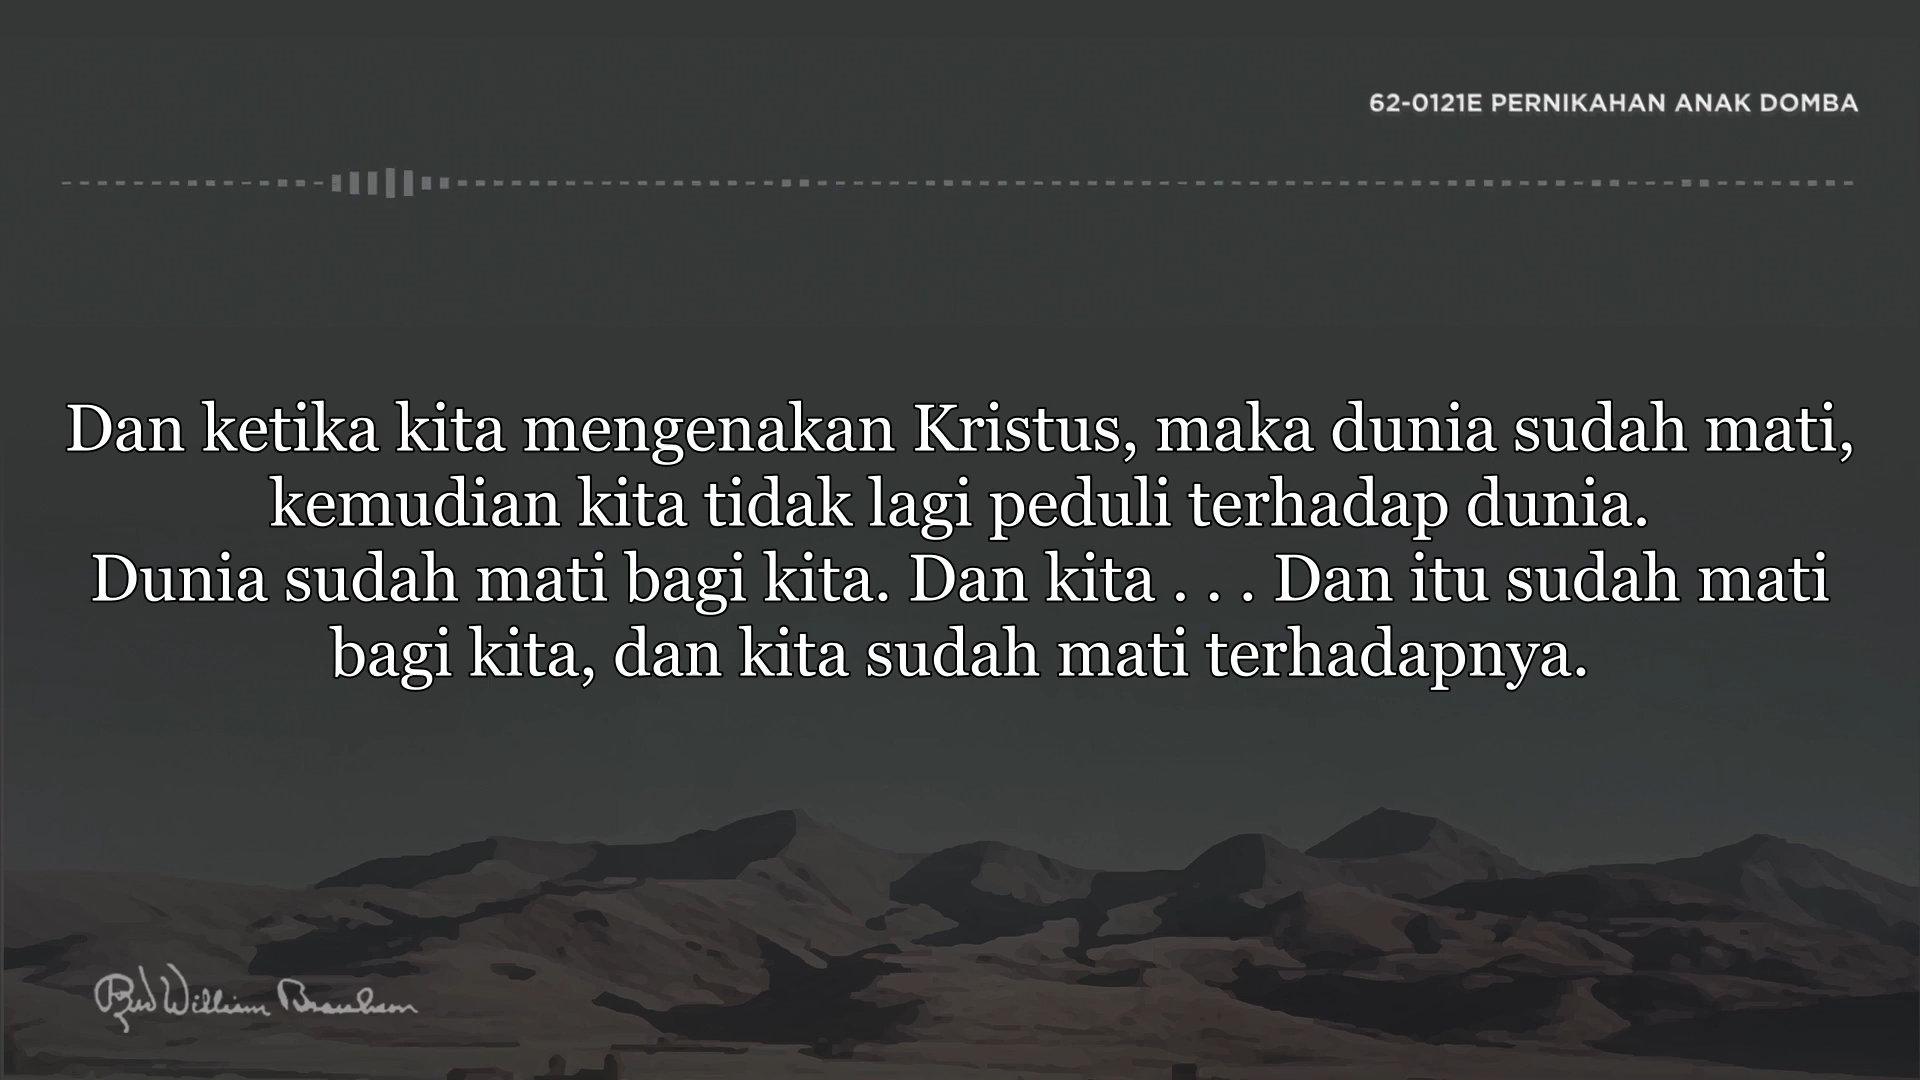 62-0121E PERNIKAHAN ANAK DOMBA
Dan ketika kita mengenakan Kristus, maka dunia sudah mati,
kemudian kita tidak lagi peduli terhadap dunia.
Dunia sudah mati bagi kita. Dan kita . . . Dan itu sudah mati
bagi kita, dan kita sudah mati terhadapnya.
Rev William Branham